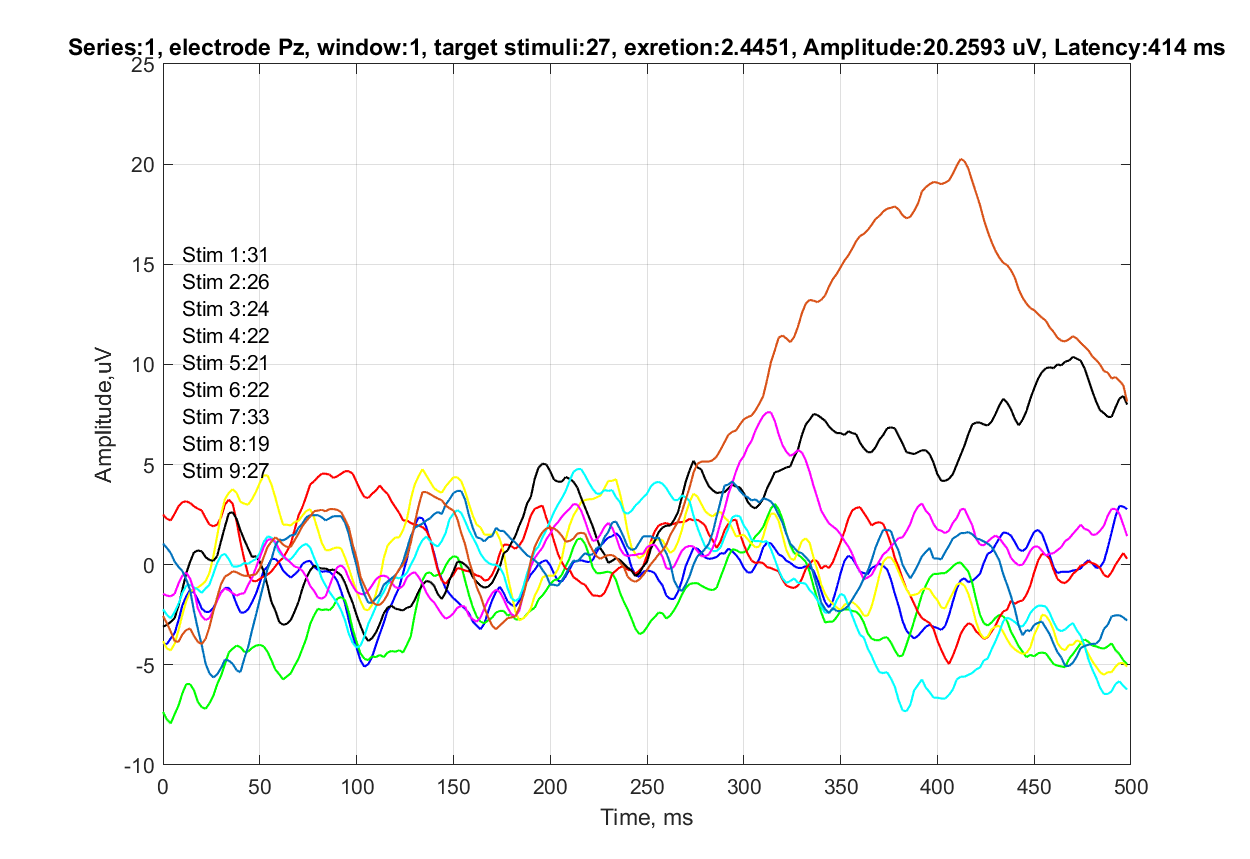 Series:1, electrode Pz, window:1, target stimuli:27, exretion:2.4451, Amplitude:20.2593 uV, Latency:414 ms
25
20
15
10
5
0
-5
-10
Amplitude,uV
Stim 1:31
Stim 2:26
Stim 3:24
Stim 4:22
Stim 5:21
Stim 6:22
Stim 7:33
Stim 8:19
Stim 9:27
0 50 100 150 200 250 300 350 400 450 500
Time, ms